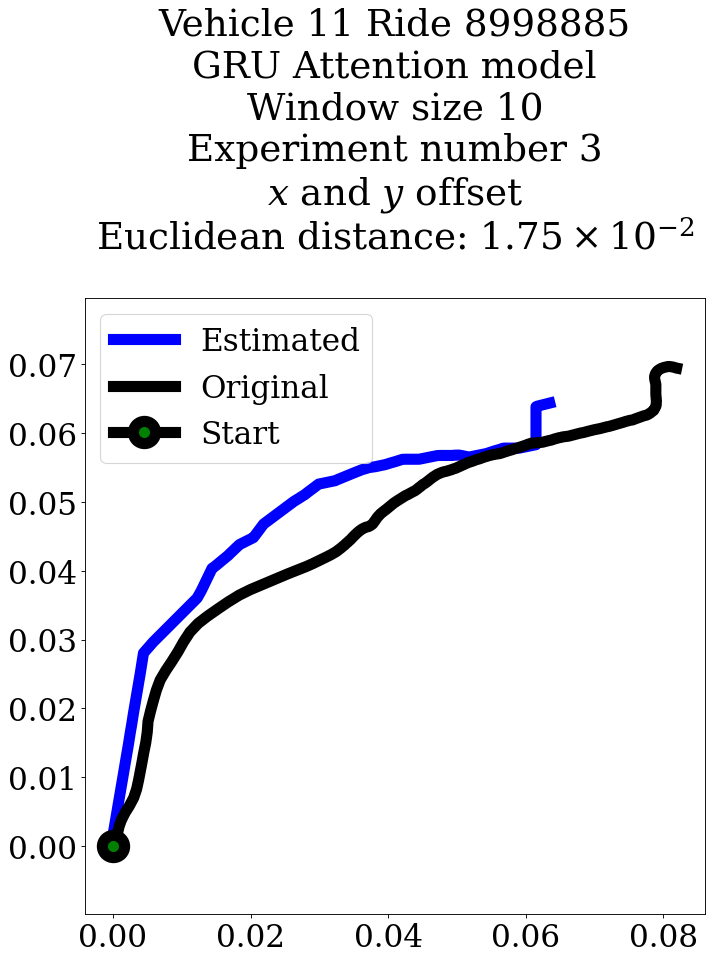 Vehicle 11 Ride 8998885
GRU Attention model
Window size 10
Experiment number 3
x and y offset
Euclidean distance: 1.75 × 10⁻²
Estimated
Original
Start
0.07
0.06
0.05
0.04
0.03
0.02
0.01
0.00
0.00 0.02 0.04 0.06 0.08